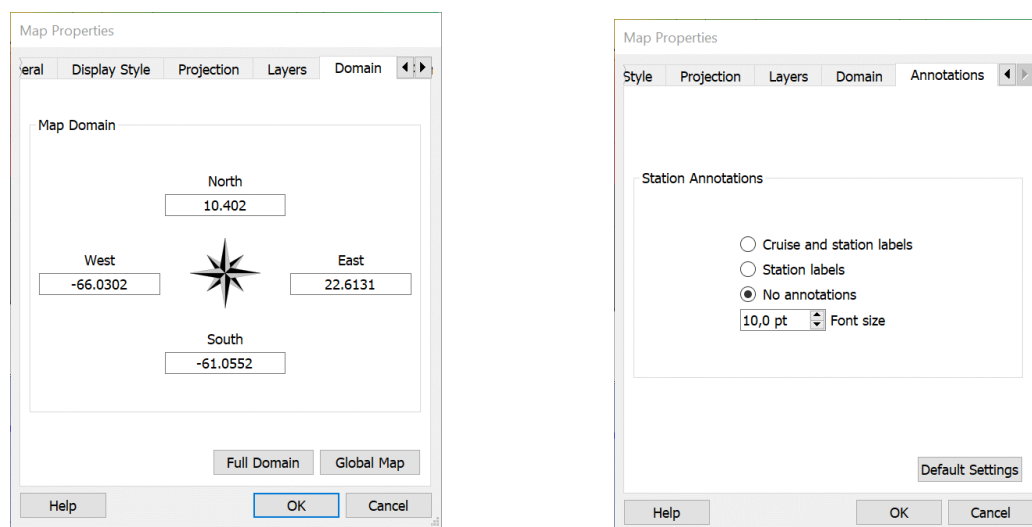 Map Properties
Display Style Projection Layers Domain
Map Domain
North
10.402
West East
-66.0302 22.6131
South
-61.0552
Full Domain Global Map
Help OK Cancel
Map Properties
Style Projection Layers Domain Annotations
Station Annotations
Cruise and station labels
Station labels
No annotations
10,0 pt Font size
Default Settings
Help OK Cancel